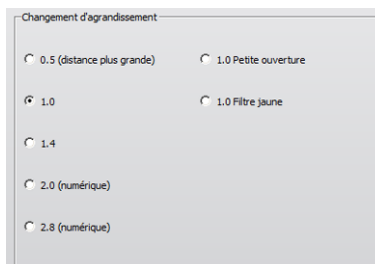 Changement d'agrandissement
0.5 (distance plus grande)
1.0 Petite ouverture
1.0
1.0 Filtre jaune
1.4
2.0 (numérique)
2.8 (numérique)